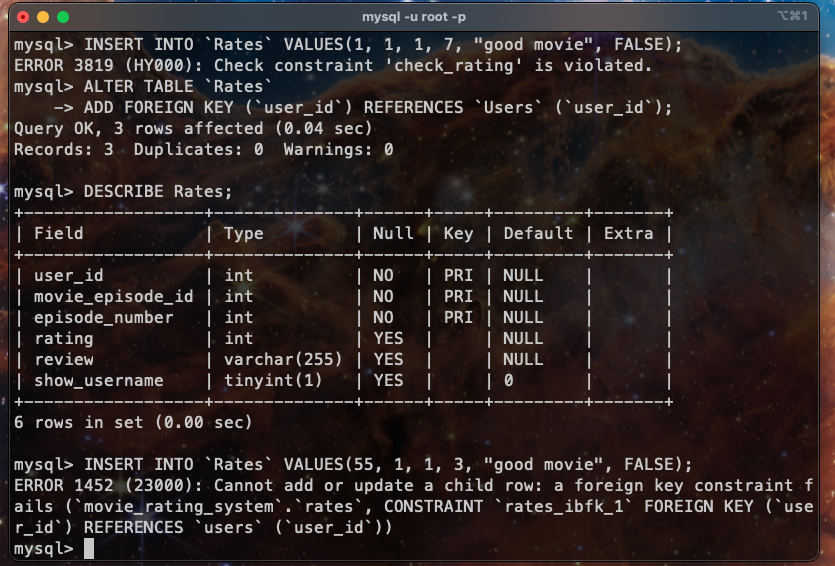 mysql -u root -p
⌥⌘1
mysql> INSERT INTO `Rates` VALUES(1, 1, 1, 7, "good movie", FALSE);
ERROR 3819 (HY000): Check constraint 'check_rating' is violated.
mysql> ALTER TABLE `Rates`
    -> ADD FOREIGN KEY (`user_id`) REFERENCES `Users` (`user_id`);
Query OK, 3 rows affected (0.04 sec)
Records: 3  Duplicates: 0  Warnings: 0

mysql> DESCRIBE Rates;
+------------------+--------------+------+-----+---------+-------+
| Field            | Type         | Null | Key | Default | Extra |
+------------------+--------------+------+-----+---------+-------+
| user_id          | int          | NO   | PRI | NULL    |       |
| movie_episode_id | int          | NO   | PRI | NULL    |       |
| episode_number   | int          | NO   | PRI | NULL    |       |
| rating           | int          | YES  |     | NULL    |       |
| review           | varchar(255) | YES  |     | NULL    |       |
| show_username    | tinyint(1)   | YES  |     | 0       |       |
+------------------+--------------+------+-----+---------+-------+
6 rows in set (0.00 sec)

mysql> INSERT INTO `Rates` VALUES(55, 1, 1, 3, "good movie", FALSE);
ERROR 1452 (23000): Cannot add or update a child row: a foreign key constraint f
ails (`movie_rating_system`.`rates`, CONSTRAINT `rates_ibfk_1` FOREIGN KEY (`use
r_id`) REFERENCES `users` (`user_id`))
mysql>